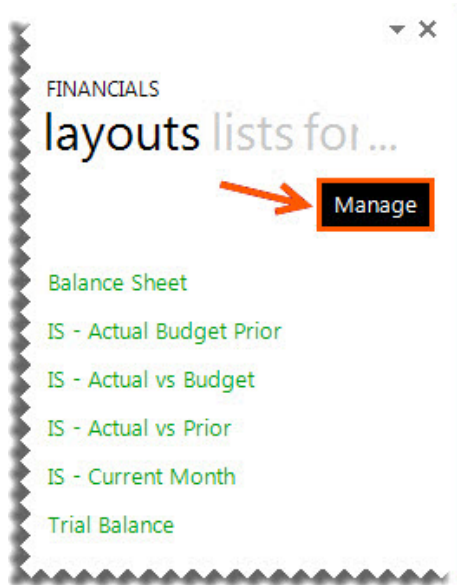 FINANCIALS
layouts lists for...
Manage
Balance Sheet
IS - Actual Budget Prior
IS - Actual vs Budget
IS - Actual vs Prior
IS - Current Month
Trial Balance